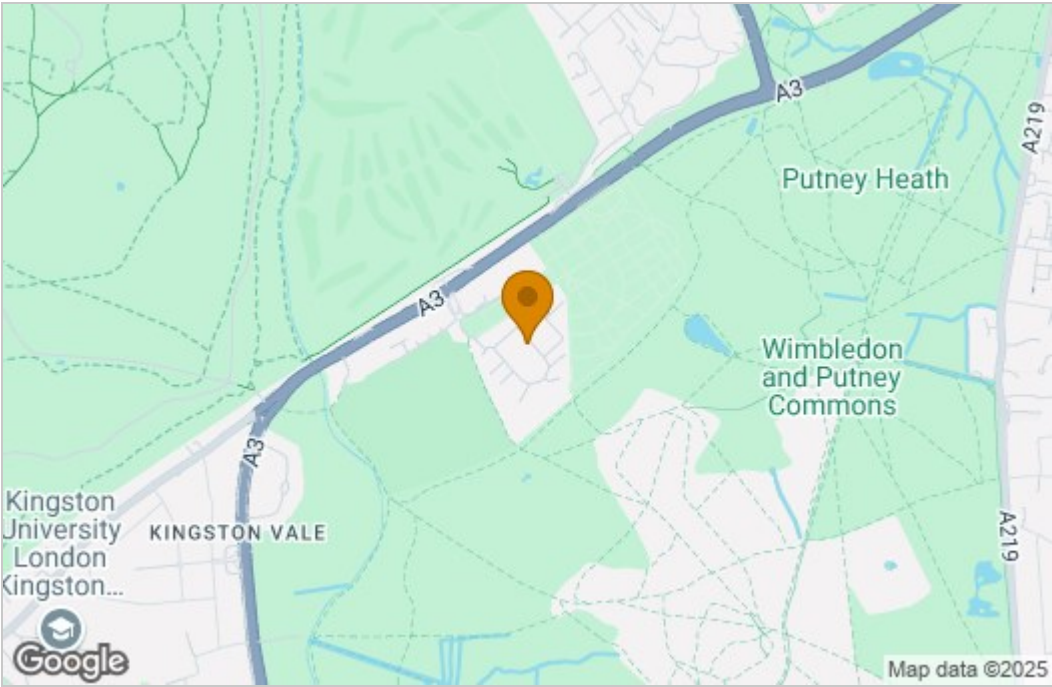 A3
A219
Putney Heath
A3
Wimbledon
and Putney
Commons
A3
Kingston
University
London
Kingston...
KINGSTON VALE
A219
Google
Map data ©2025